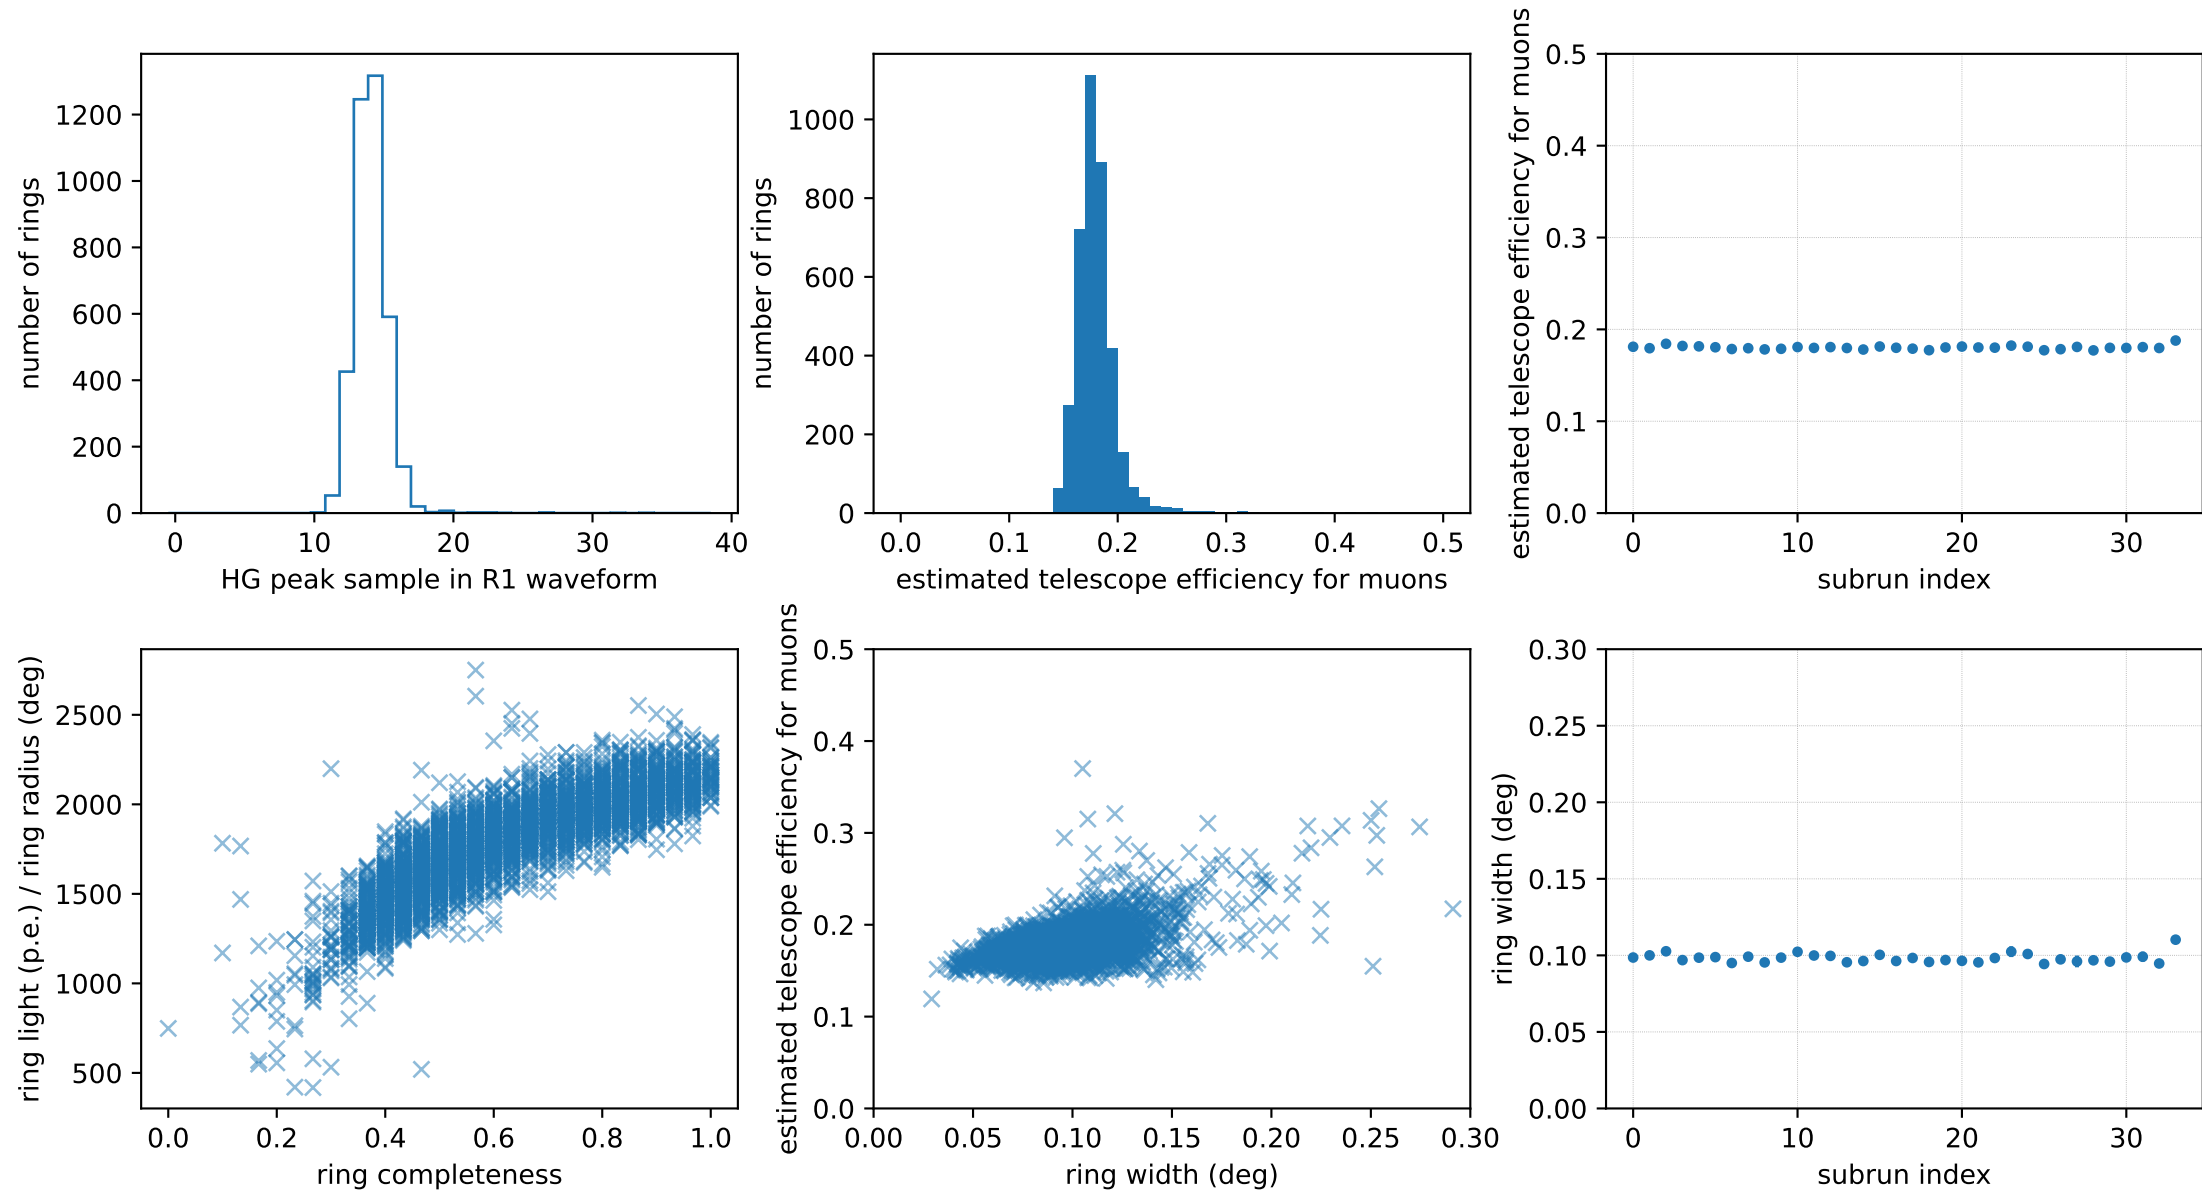 1200
1000
800
600
400
200
0
number of rings
0 10 20 30 40
HG peak sample in R1 waveform
1000
800
600
400
200
0
number of rings
0.0 0.1 0.2 0.3 0.4 0.5
estimated telescope efficiency for muons
0.5
0.4
0.3
0.2
0.1
0.0
estimated telescope efficiency for muons
0 10 20 30
subrun index
2500
2000
1500
1000
500
ring light (p.e.) / ring radius (deg)
0.0 0.2 0.4 0.6 0.8 1.0
ring completeness
0.5
0.4
0.3
0.2
0.1
0.0
estimated telescope efficiency for muons
0.00 0.05 0.10 0.15 0.20 0.25 0.30
ring width (deg)
0.30
0.25
0.20
0.15
0.10
0.05
0.00
ring width (deg)
0 10 20 30
subrun index